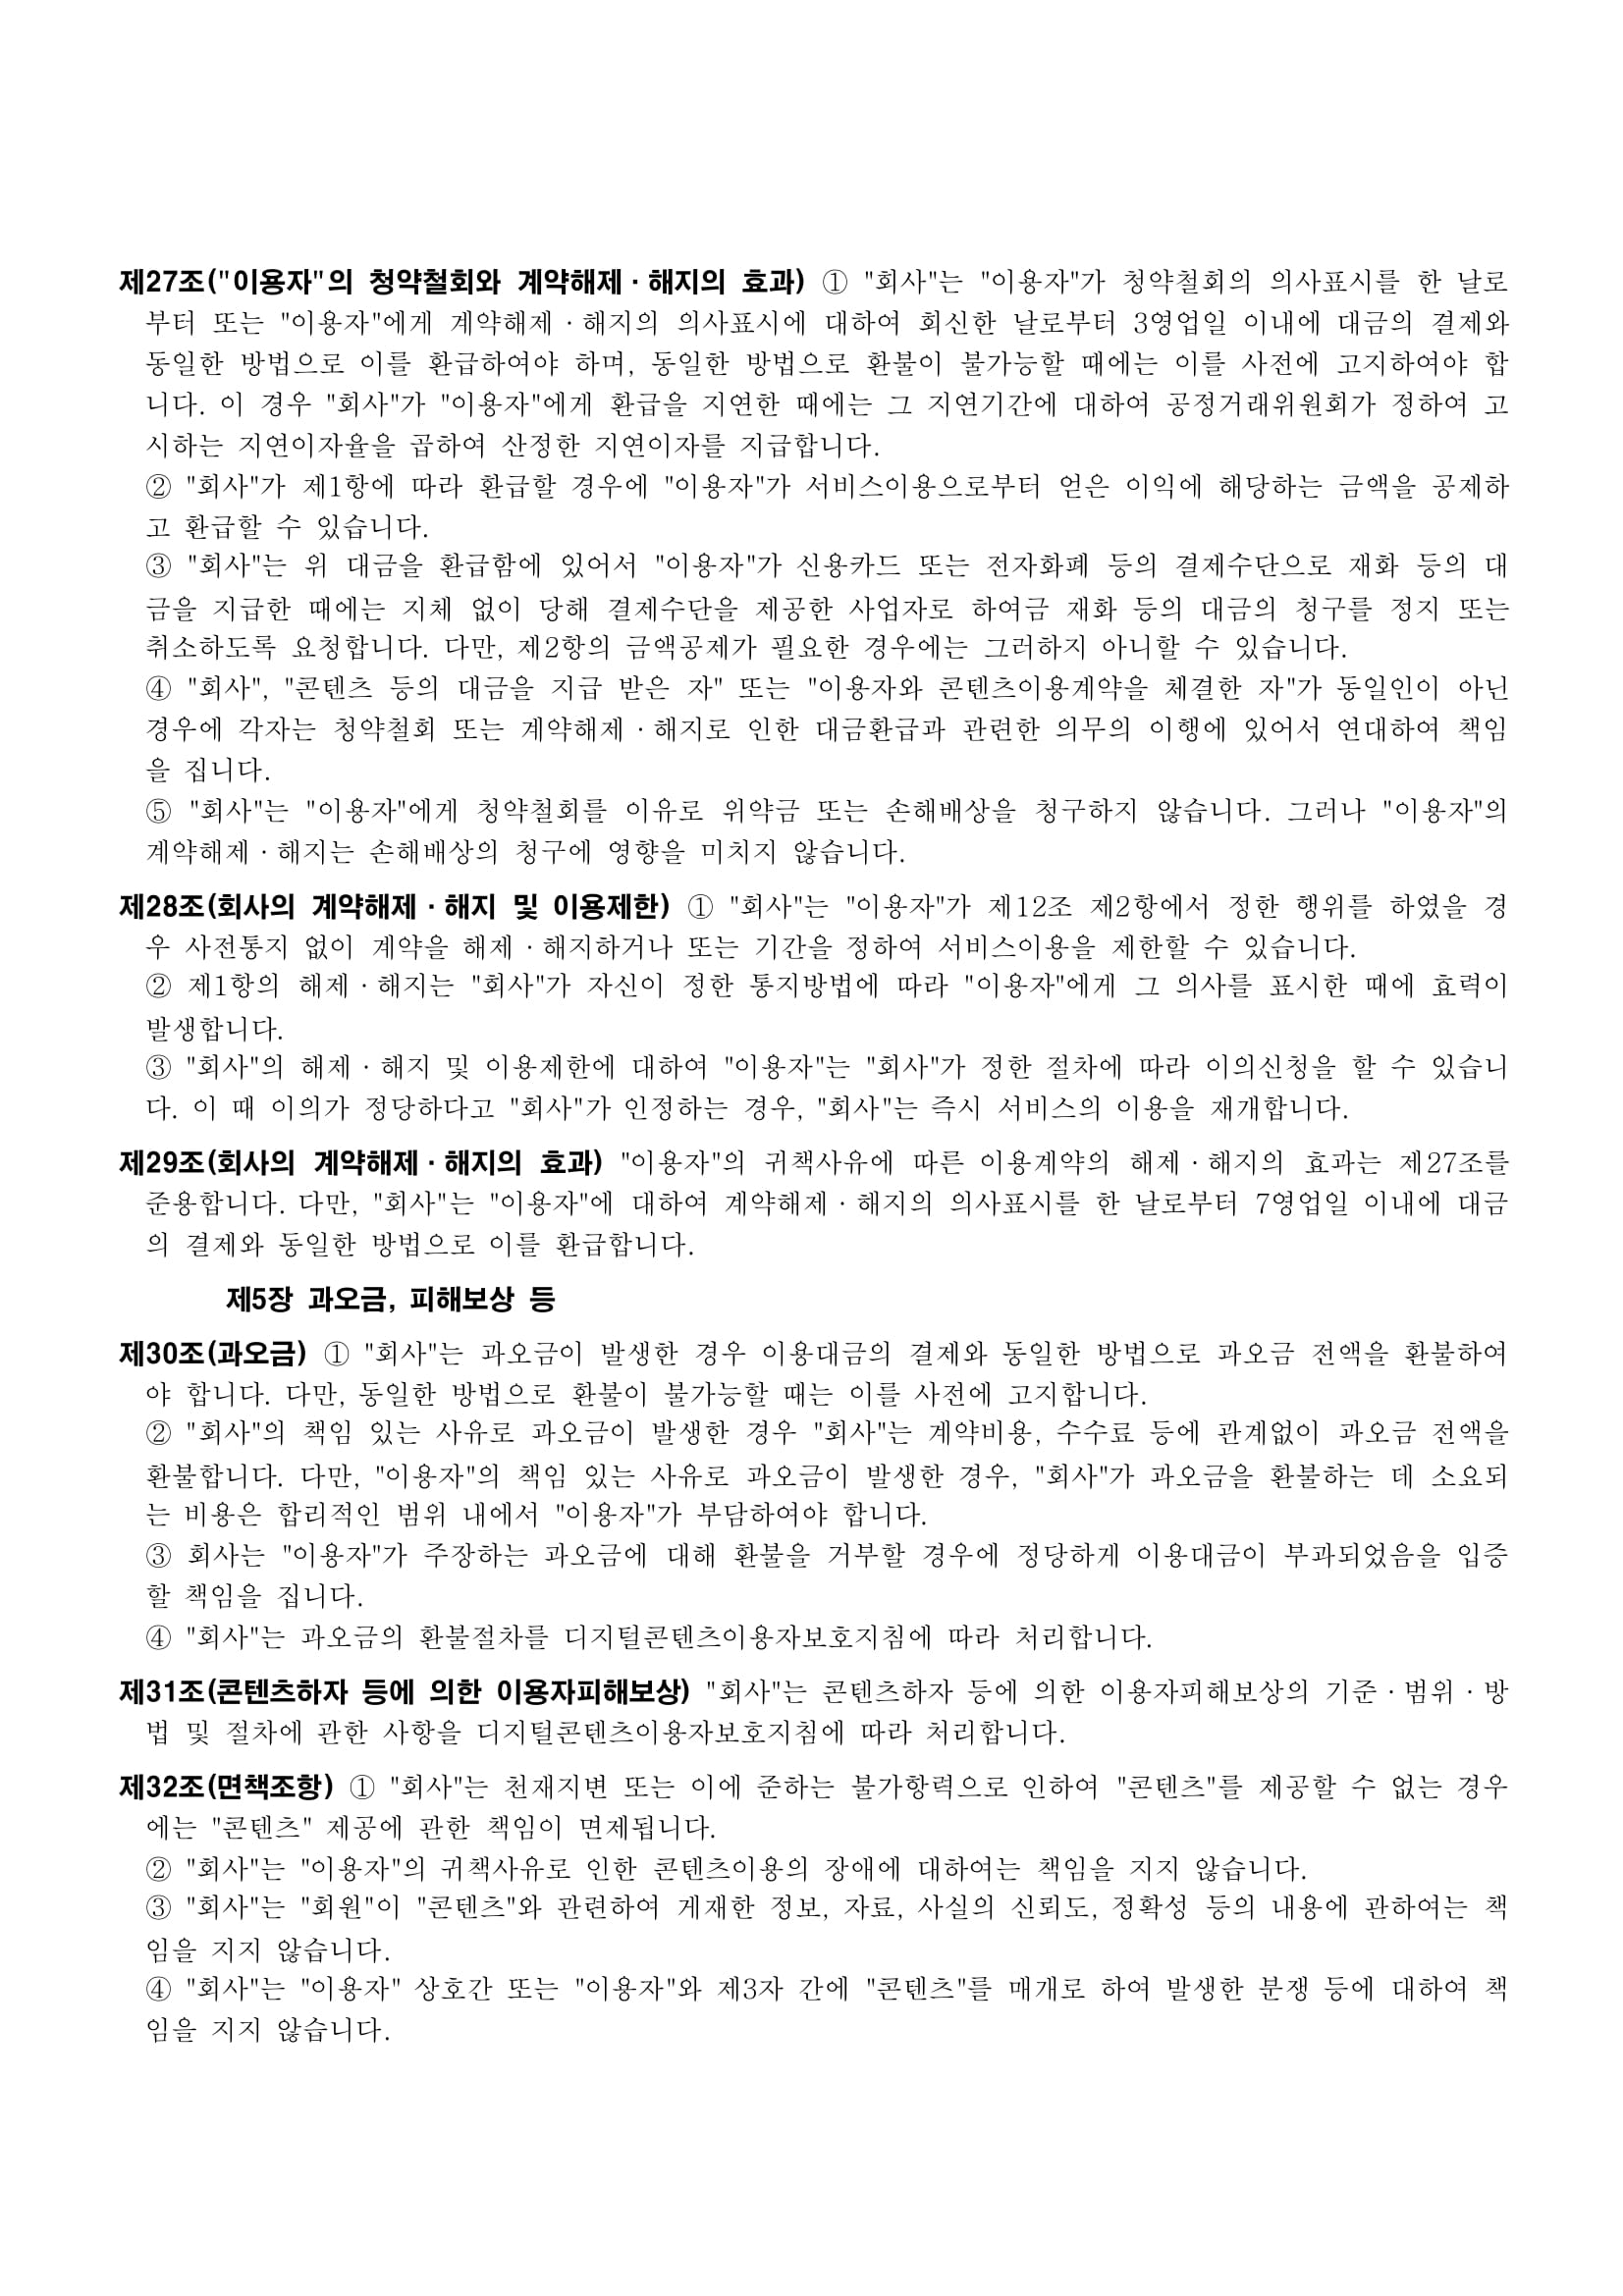 제27조("이용자"의 청약철회와 계약해제·해지의 효과) ① "회사"는 "이용자"가 청약철회의 의사표시를 한 날로
부터 또는 "이용자"에게 계약해제·해지의 의사표시에 대하여 회신한 날로부터 3영업일 이내에 대금의 결제와
동일한 방법으로 이를 환급하여야 하며, 동일한 방법으로 환불이 불가능할 때에는 이를 사전에 고지하여야 합
니다. 이 경우 "회사"가 "이용자"에게 환급을 지연한 때에는 그 지연기간에 대하여 공정거래위원회가 정하여 고
시하는 지연이자율을 곱하여 산정한 지연이자를 지급합니다.
② "회사"가 제1항에 따라 환급할 경우에 "이용자"가 서비스이용으로부터 얻은 이익에 해당하는 금액을 공제하
고 환급할 수 있습니다.
③ "회사"는 위 대금을 환급함에 있어서 "이용자"가 신용카드 또는 전자화폐 등의 결제수단으로 재화 등의 대
금을 지급한 때에는 지체 없이 당해 결제수단을 제공한 사업자로 하여금 재화 등의 대금의 청구를 정지 또는
취소하도록 요청합니다. 다만, 제2항의 금액공제가 필요한 경우에는 그러하지 아니할 수 있습니다.
④ "회사", "콘텐츠 등의 대금을 지급 받은 자" 또는 "이용자와 콘텐츠이용계약을 체결한 자"가 동일인이 아닌
경우에 각자는 청약철회 또는 계약해제·해지로 인한 대금환급과 관련한 의무의 이행에 있어서 연대하여 책임
을 집니다.
⑤ "회사"는 "이용자"에게 청약철회를 이유로 위약금 또는 손해배상을 청구하지 않습니다. 그러나 "이용자"의
계약해제·해지는 손해배상의 청구에 영향을 미치지 않습니다.
제28조(회사의 계약해제·해지 및 이용제한) ① "회사"는 "이용자"가 제12조 제2항에서 정한 행위를 하였을 경
우 사전통지 없이 계약을 해제·해지하거나 또는 기간을 정하여 서비스이용을 제한할 수 있습니다.
② 제1항의 해제·해지는 "회사"가 자신이 정한 통지방법에 따라 "이용자"에게 그 의사를 표시한 때에 효력이
발생합니다.
③ "회사"의 해제·해지 및 이용제한에 대하여 "이용자"는 "회사"가 정한 절차에 따라 이의신청을 할 수 있습니
다. 이 때 이의가 정당하다고 "회사"가 인정하는 경우, "회사"는 즉시 서비스의 이용을 재개합니다.
제29조(회사의 계약해제·해지의 효과) "이용자"의 귀책사유에 따른 이용계약의 해제·해지의 효과는 제27조를
준용합니다. 다만, "회사"는 "이용자"에 대하여 계약해제·해지의 의사표시를 한 날로부터 7영업일 이내에 대금
의 결제와 동일한 방법으로 이를 환급합니다.
제5장 과오금, 피해보상 등
제30조(과오금) ① "회사"는 과오금이 발생한 경우 이용대금의 결제와 동일한 방법으로 과오금 전액을 환불하여
야 합니다. 다만, 동일한 방법으로 환불이 불가능할 때는 이를 사전에 고지합니다.
② "회사"의 책임 있는 사유로 과오금이 발생한 경우 "회사"는 계약비용, 수수료 등에 관계없이 과오금 전액을
환불합니다. 다만, "이용자"의 책임 있는 사유로 과오금이 발생한 경우, "회사"가 과오금을 환불하는 데 소요되
는 비용은 합리적인 범위 내에서 "이용자"가 부담하여야 합니다.
③ 회사는 "이용자"가 주장하는 과오금에 대해 환불을 거부할 경우에 정당하게 이용대금이 부과되었음을 입증
할 책임을 집니다.
④ "회사"는 과오금의 환불절차를 디지털콘텐츠이용자보호지침에 따라 처리합니다.
제31조(콘텐츠하자 등에 의한 이용자피해보상) "회사"는 콘텐츠하자 등에 의한 이용자피해보상의 기준·범위·방
법 및 절차에 관한 사항을 디지털콘텐츠이용자보호지침에 따라 처리합니다.
제32조(면책조항) ① "회사"는 천재지변 또는 이에 준하는 불가항력으로 인하여 "콘텐츠"를 제공할 수 없는 경우
에는 "콘텐츠" 제공에 관한 책임이 면제됩니다.
② "회사"는 "이용자"의 귀책사유로 인한 콘텐츠이용의 장애에 대하여는 책임을 지지 않습니다.
③ "회사"는 "회원"이 "콘텐츠"와 관련하여 게재한 정보, 자료, 사실의 신뢰도, 정확성 등의 내용에 관하여는 책
임을 지지 않습니다.
④ "회사"는 "이용자" 상호간 또는 "이용자"와 제3자 간에 "콘텐츠"를 매개로 하여 발생한 분쟁 등에 대하여 책
임을 지지 않습니다.